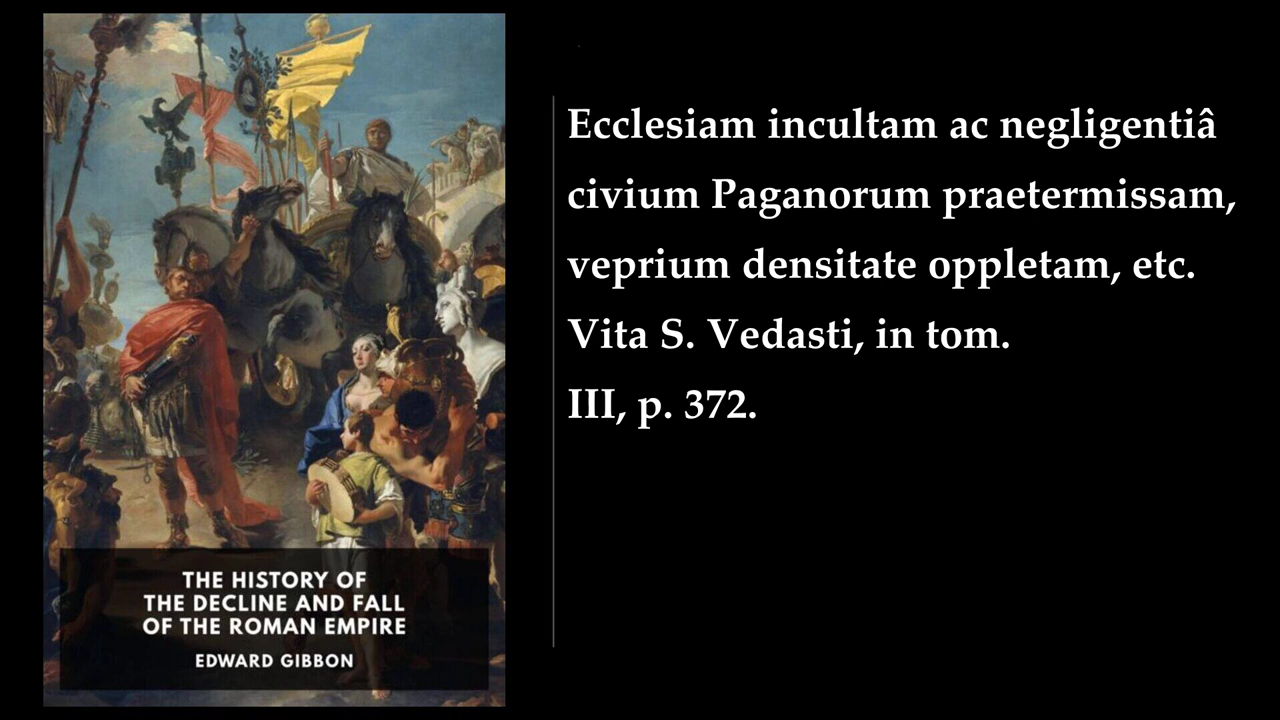 Ecclesiam incultam ac negligentiâ
civium Paganorum praetermissam,
veprium densitate oppletam, etc.
Vita S. Vedasti, in tom.
III, p. 372.
THE HISTORY OF
THE DECLINE AND FALL
OF THE ROMAN EMPIRE
EDWARD GIBBON